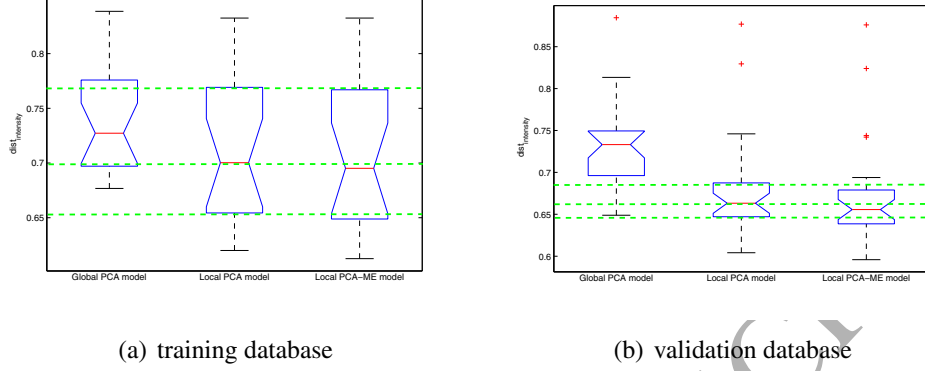 0.8
0.75
0.7
0.65
dist_intensity
Global PCA model Local PCA model Local PCA−ME model
0.85
0.8
0.75
0.7
0.65
0.6
dist_intensity
Global PCA model Local PCA model Local PCA−ME model
(a) training database
(b) validation database